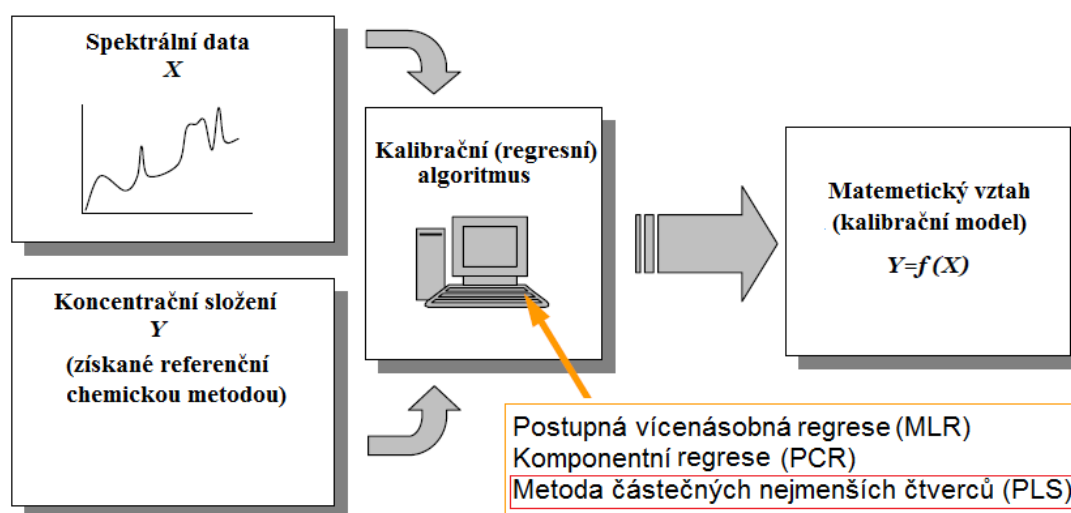 Spektrální data
X
Koncentrační složení
Y
(získané referenční
chemickou metodou)
Kalibrační (regresní)
algoritmus
Matemetický vztah
(kalibrační model)
Y=f (X)
Postupná vícenásobná regrese (MLR)
Komponentní regrese (PCR)
Metoda částečných nejmenších čtverců (PLS)